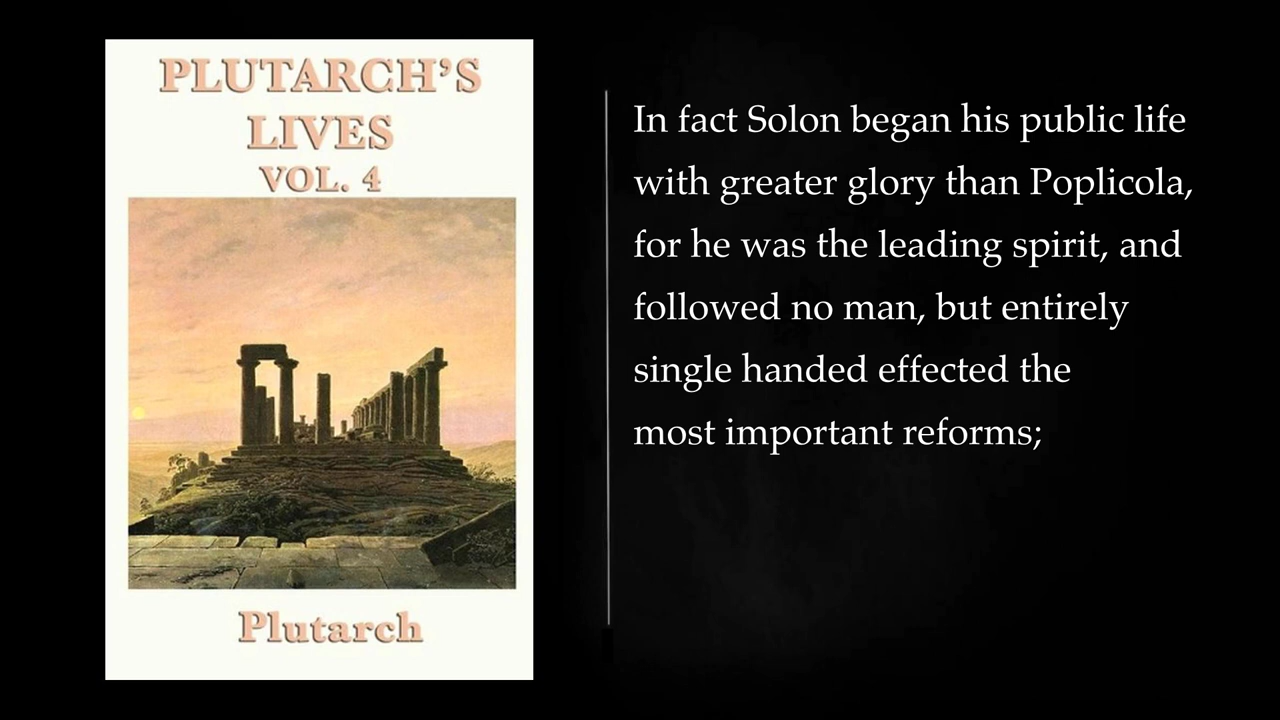 PLUTARCH'S
LIVES
VOL. 4
Plutarch
In fact Solon began his public life
with greater glory than Poplicola,
for he was the leading spirit, and
followed no man, but entirely
single handed effected the
most important reforms;